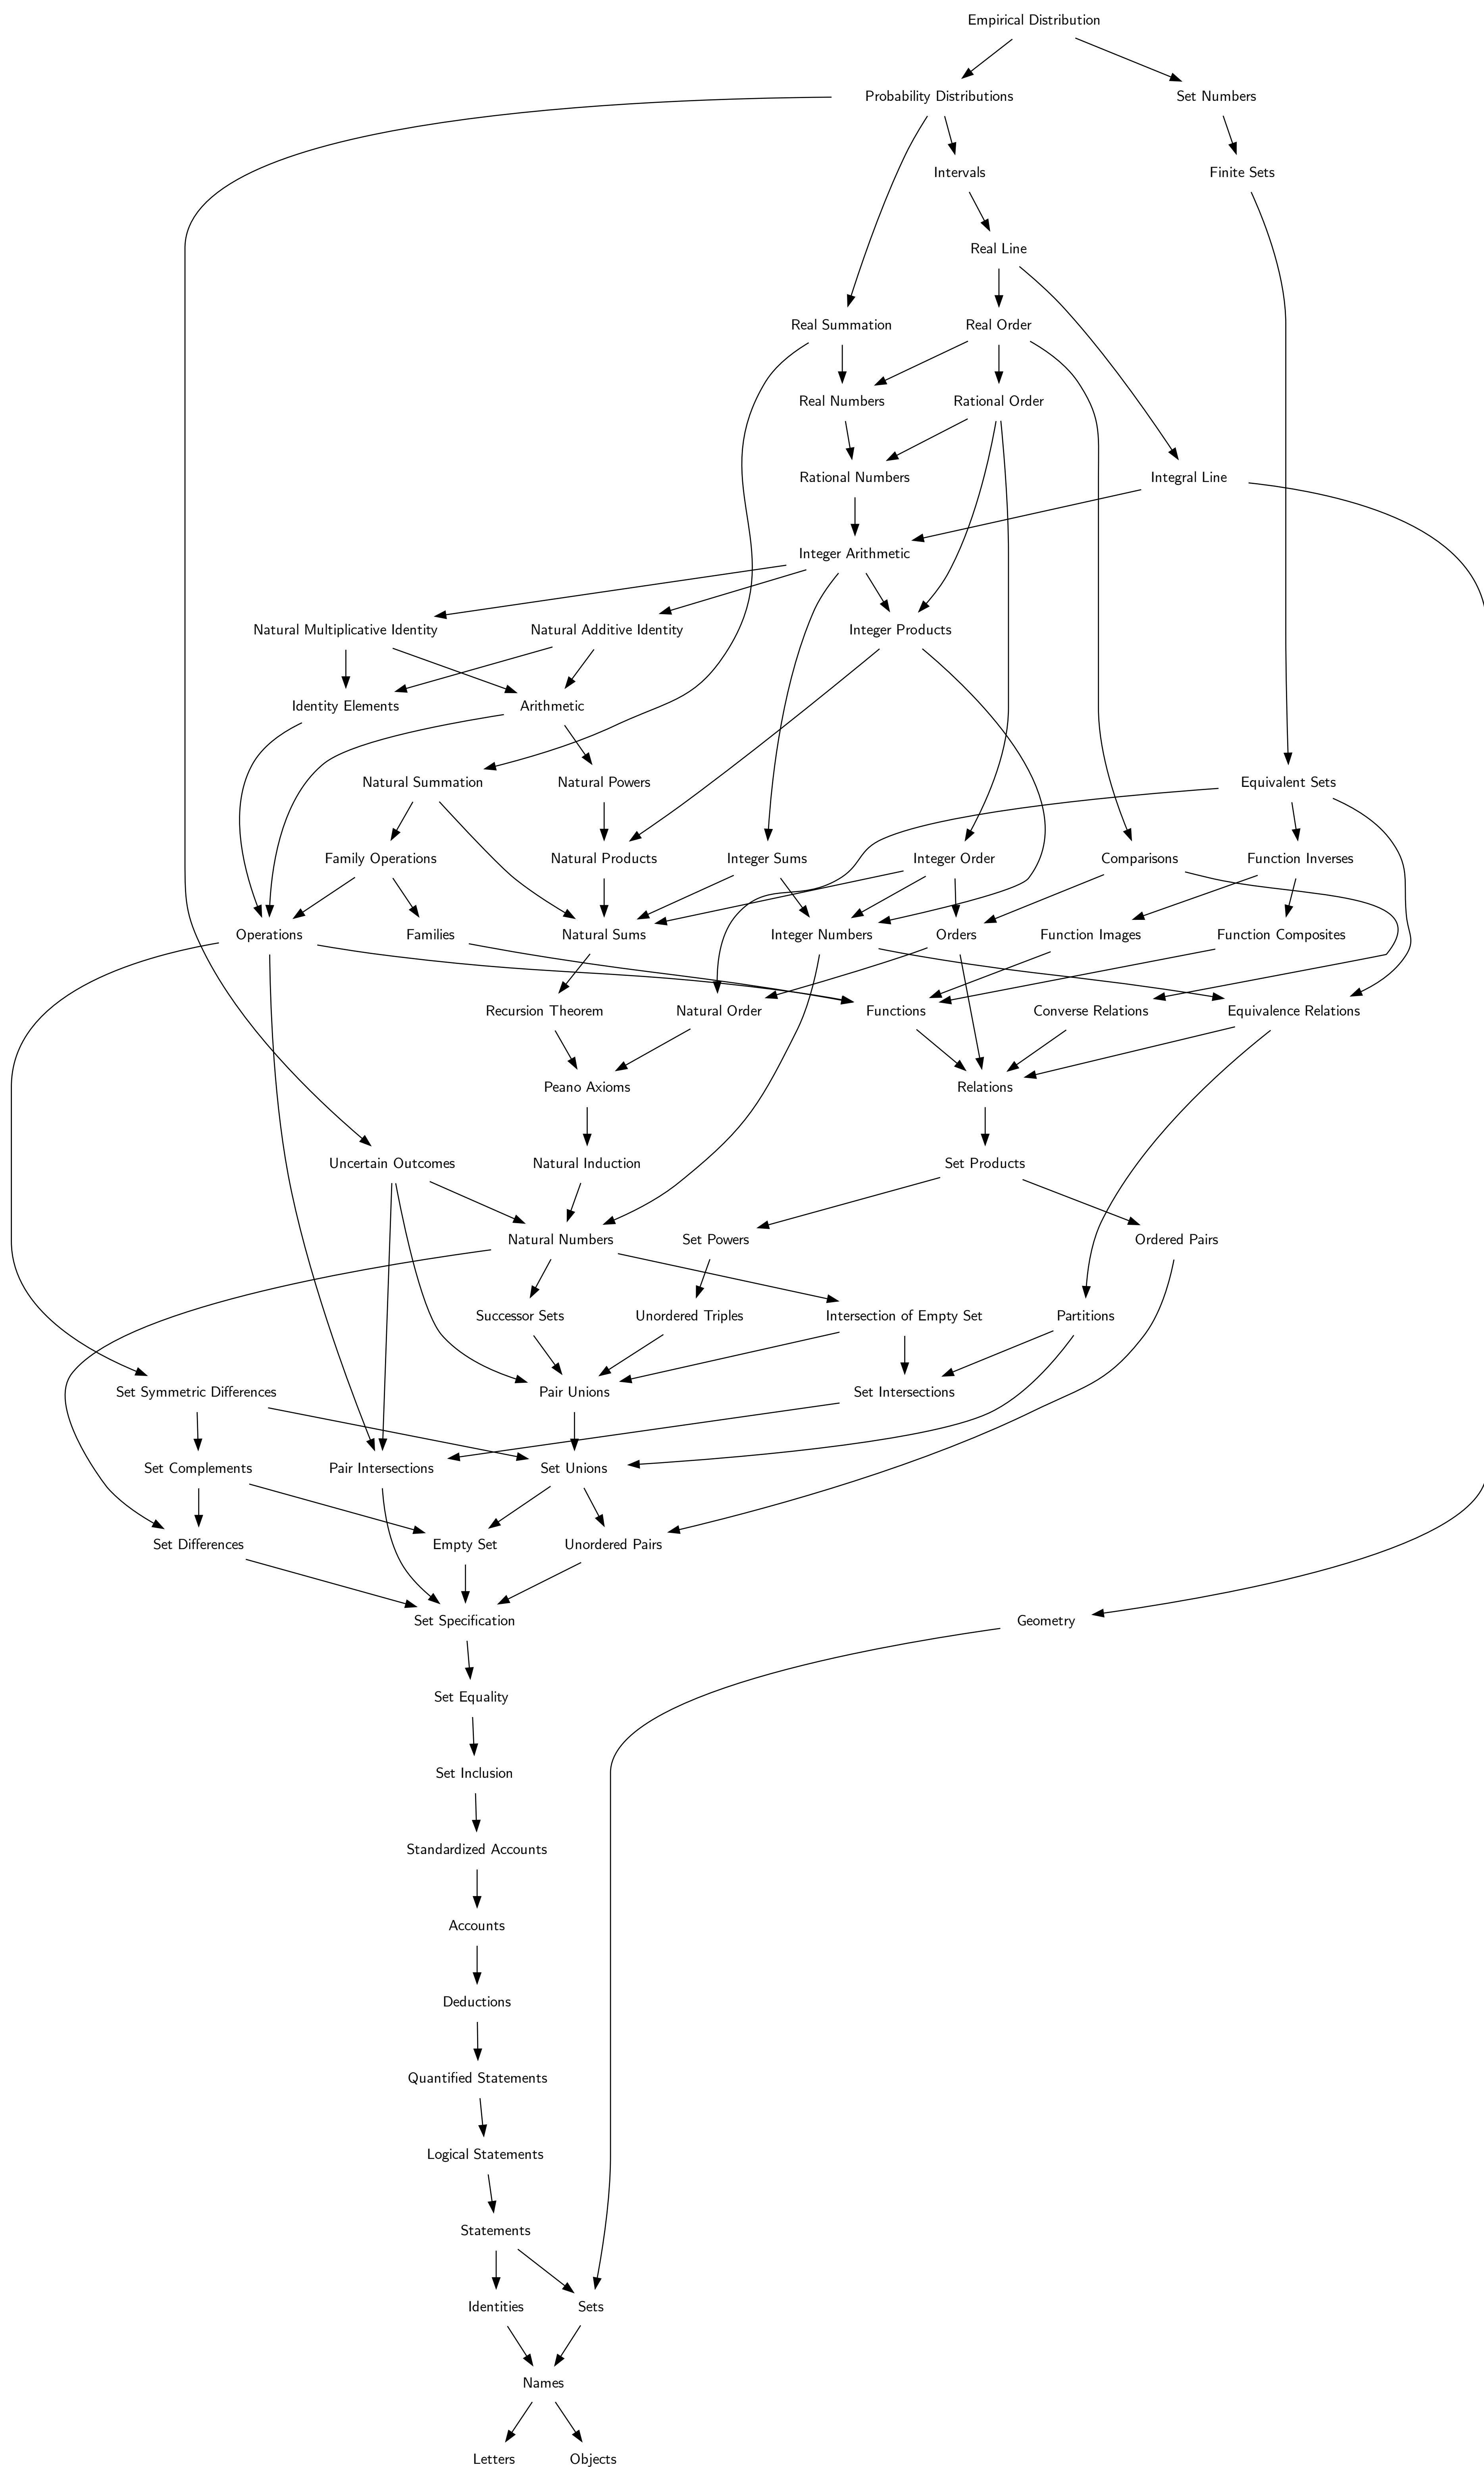 Empirical Distribution
Probability Distributions
Set Numbers
Intervals
Finite Sets
Real Line
Real Summation
Real Order
Real Numbers
Rational Order
Rational Numbers
Integral Line
Integer Arithmetic
Natural Multiplicative Identity
Natural Additive Identity
Integer Products
Identity Elements
Arithmetic
Natural Summation
Natural Powers
Equivalent Sets
Family Operations
Natural Products
Integer Sums
Integer Order
Comparisons
Function Inverses
Operations
Families
Natural Sums
Integer Numbers
Orders
Function Images
Function Composites
Recursion Theorem
Natural Order
Functions
Converse Relations
Equivalence Relations
Peano Axioms
Relations
Uncertain Outcomes
Natural Induction
Set Products
Natural Numbers
Set Powers
Ordered Pairs
Successor Sets
Unordered Triples
Intersection of Empty Set
Partitions
Set Symmetric Differences
Pair Unions
Set Intersections
Set Complements
Pair Intersections
Set Unions
Set Differences
Empty Set
Unordered Pairs
Set Specification
Geometry
Set Equality
Set Inclusion
Standardized Accounts
Accounts
Deductions
Quantified Statements
Logical Statements
Statements
Identities
Sets
Names
Letters
Objects